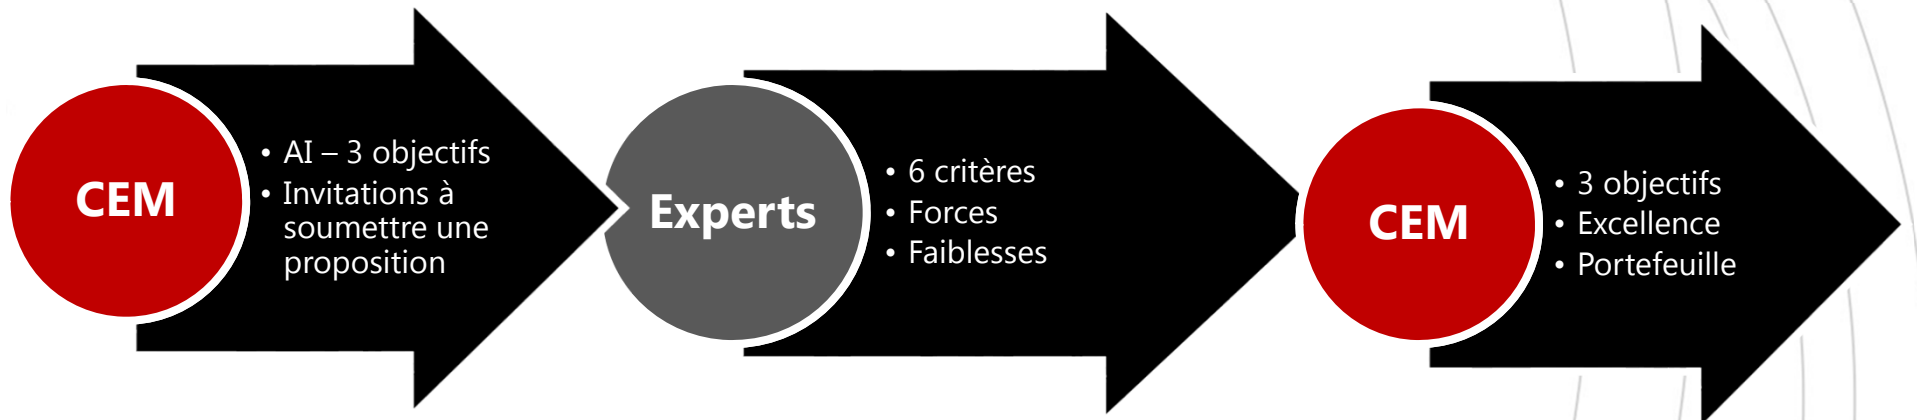 CEM
• AI – 3 objectifs
• Invitations à
soumettre une
proposition
Experts
• 6 critères
• Forces
• Faiblesses
CEM
• 3 objectifs
• Excellence
• Portefeuille